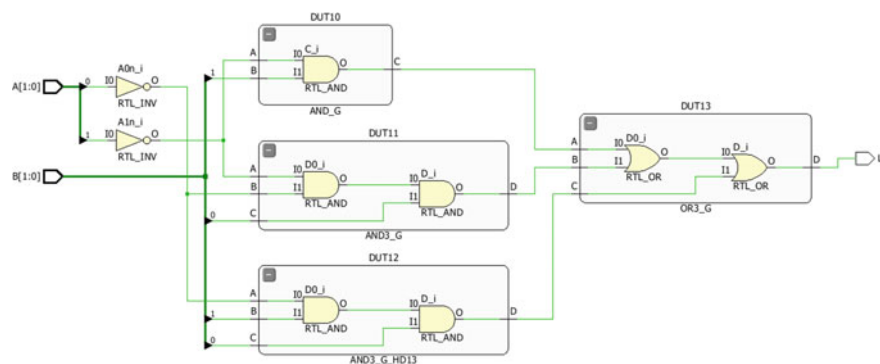 DUT10
A
B
C_i
I0
I1
O
RTL_AND
C
AND_G
1
A[1:0]
0
A0n_i
I0
O
RTL_INV
1
A1n_i
I0
O
RTL_INV
B[1:0]
DUT11
A
B
C
D0_i
I0
I1
O
RTL_AND
D_i
I0
I1
O
RTL_AND
D
AND3_G
0
DUT12
A
B
C
D0_i
I0
I1
O
RTL_AND
D_i
I0
I1
O
RTL_AND
D
AND3_G_HD13
1
0
DUT13
A
B
C
D0_i
I0
I1
O
RTL_OR
D_i
I0
I1
O
RTL_OR
D
OR3_G